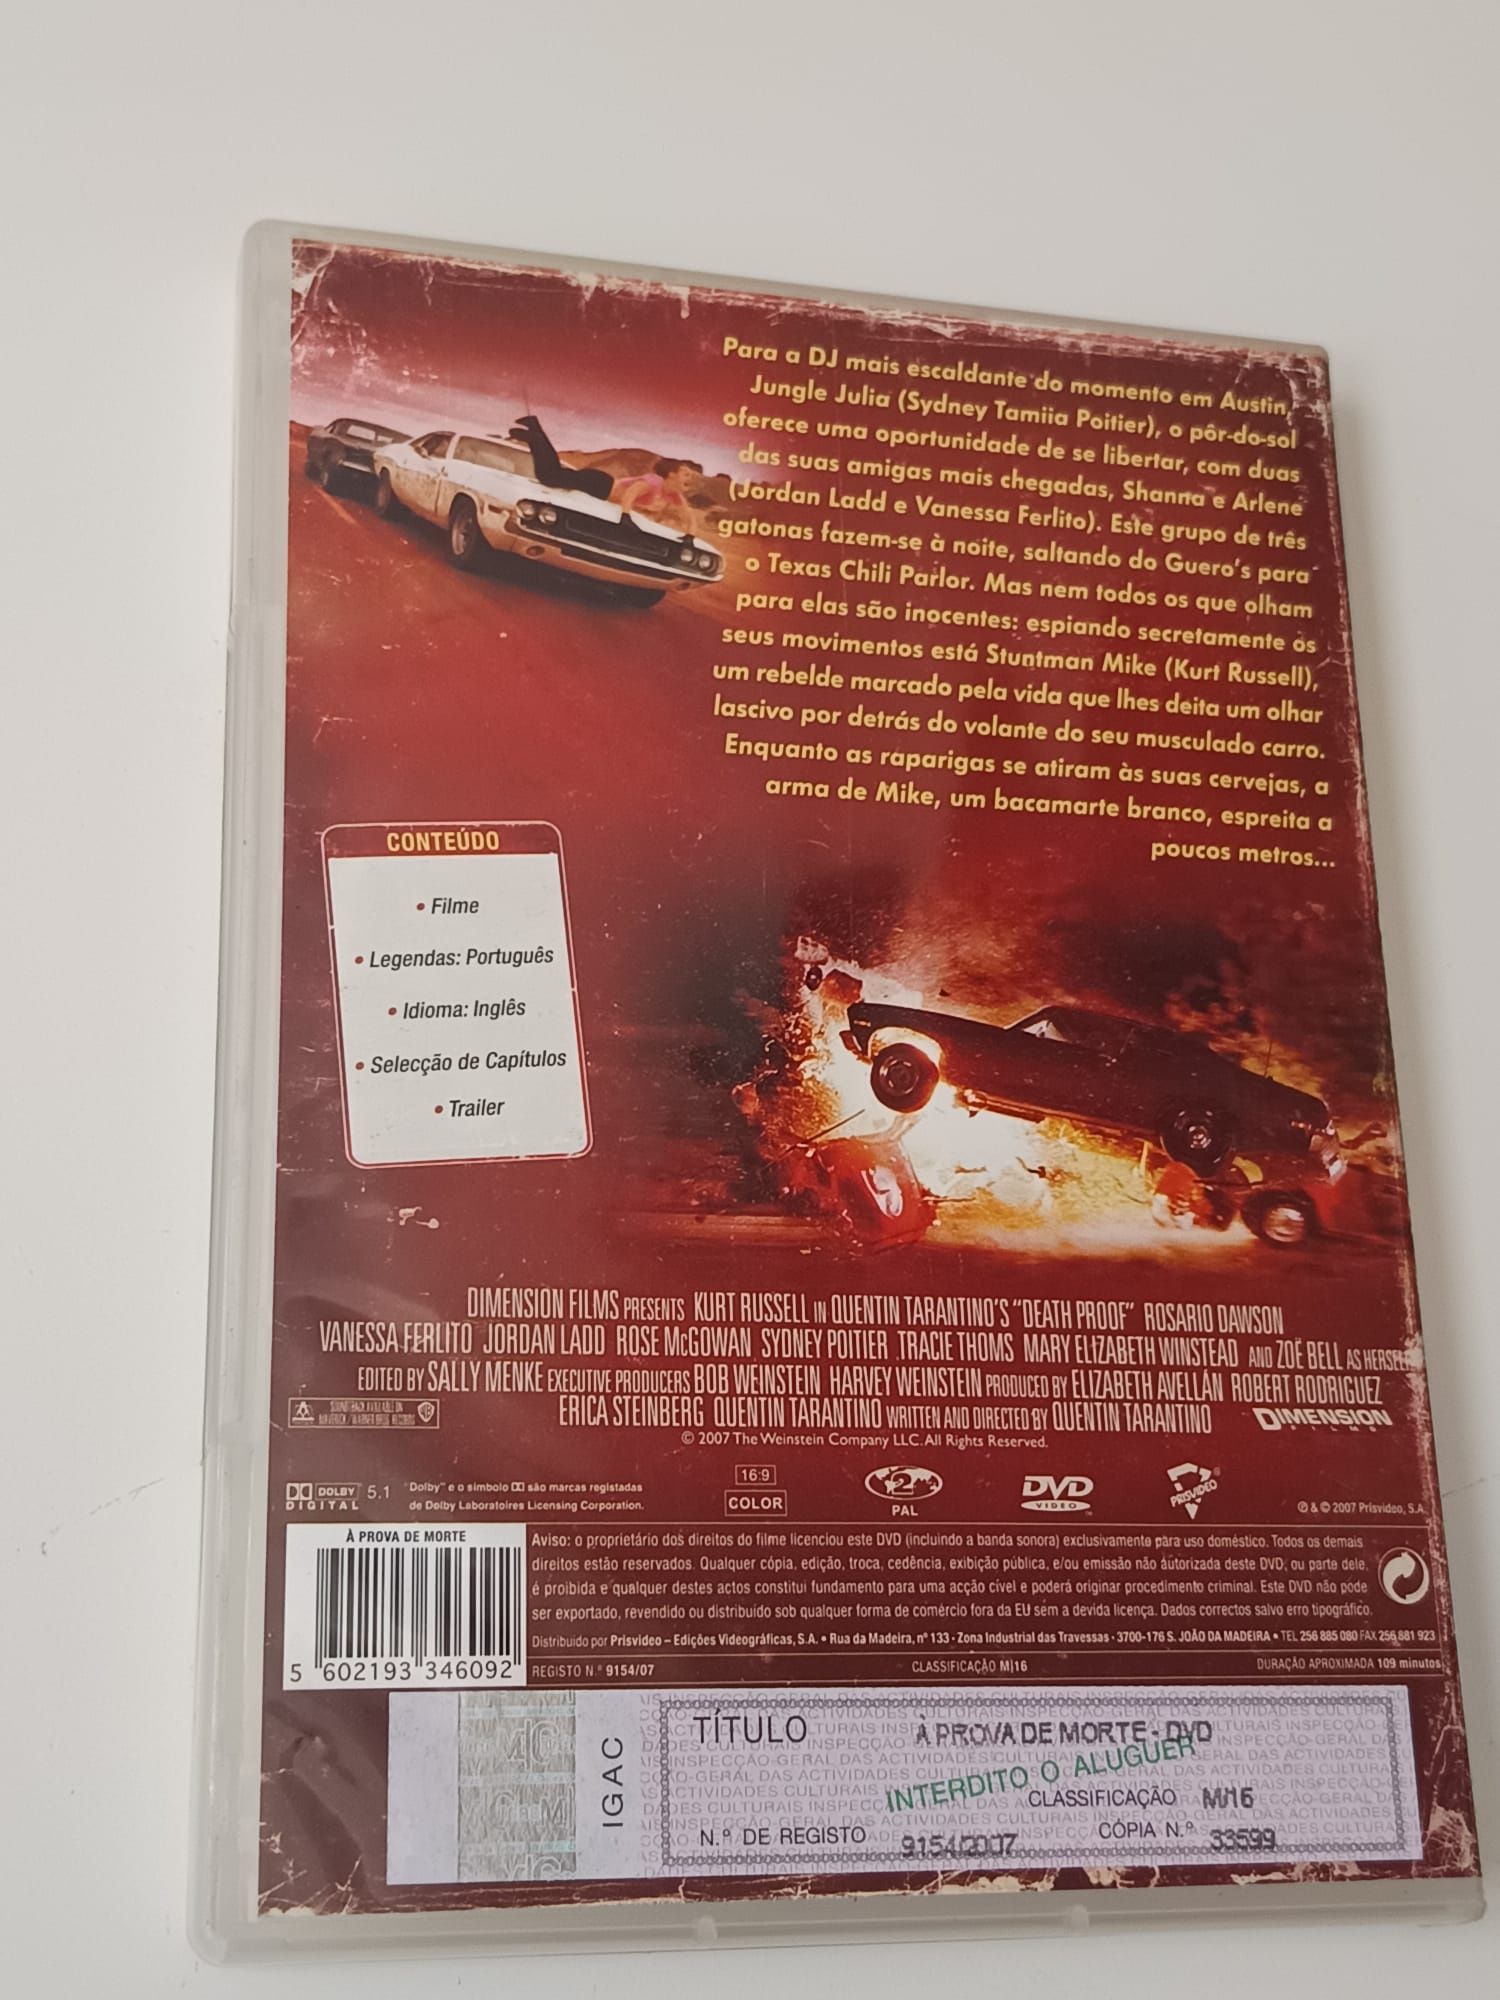 Para a DJ mais escaldante do momento em Austin,
Jungle Julia (Sydney Tamiia Poitier), o pôr-do-sol
oferece uma oportunidade de se libertar, com duas
das suas amigas mais chegadas, Shanna e Arlene
(Jordan Ladd e Vanessa Ferlito). Este grupo de três
gatonas fazem-se à noite, saltando do Guero's para
o Texas Chili Parlor. Mas nem todos os que olham
para elas são inocentes: espiando secretamente os
seus movimentos está Stuntman Mike (Kurt Russell),
um rebelde marcado pela vida que lhes deita um olhar
lascivo por detrás do volante do seu musculado carro.
Enquanto as raparigas se atiram às suas cervejas, a
arma de Mike, um bacamarte branco, espreita a
poucos metros...
CONTEÚDO
• Filme
• Legendas: Português
• Idioma: Inglês
• Selecção de Capítulos
• Trailer
DIMENSION FILMS PRESENTS KURT RUSSELL IN QUENTIN TARANTINO'S "DEATH PROOF" ROSARIO DAWSON
VANESSA FERLITO JORDAN LADD ROSE McGOWAN SYDNEY POITIER TRACIE THOMS MARY ELIZABETH WINSTEAD AND ZOË BELL AS HERSELF
EDITED BY SALLY MENKE EXECUTIVE PRODUCERS BOB WEINSTEIN HARVEY WEINSTEIN PRODUCED BY ELIZABETH AVELLÁN ROBERT RODRIGUEZ
ERICA STEINBERG QUENTIN TARANTINO WRITTEN AND DIRECTED BY QUENTIN TARANTINO
DIMENSION
FILMS
© 2007 The Weinstein Company LLC. All Rights Reserved.
DOLBY DIGITAL 5.1
"Dolby" e o símbolo DD são marcas registadas
de Dolby Laboratoires Licensing Corporation.
16:9
COLOR
2
PAL
DVD
VIDEO
PRISVIDEO
℗ & © 2007 Prisvideo, S.A.
À PROVA DE MORTE
5 602193 346092
Aviso: o proprietário dos direitos do filme licenciou este DVD (incluindo a banda sonora) exclusivamente para uso doméstico. Todos os demais
direitos estão reservados. Qualquer cópia, edição, troca, cedência, exibição pública, e/ou emissão não autorizada deste DVD, ou parte dele,
é proibida e qualquer destes actos constitui fundamento para uma acção cível e poderá originar procedimento criminal. Este DVD não pode
ser exportado, revendido ou distribuído sob qualquer forma de comércio fora da EU sem a devida licença. Dados correctos salvo erro tipográfico.
Distribuído por Prisvideo – Edições Videográficas, S.A. • Rua da Madeira, nº 133 - Zona Industrial das Travessas - 3700-176 S. JOÃO DA MADEIRA • TEL 256 885 080 FAX 256 881 923
REGISTO N.º 9154/07
CLASSIFICAÇÃO M|16
DURAÇÃO APROXIMADA 109 minutos
IGAC
TÍTULO
À PROVA DE MORTE - DVD
INTERDITO O ALUGUER
CLASSIFICAÇÃO M/16
N.º DE REGISTO 9154/2007
CÓPIA N.º 33599